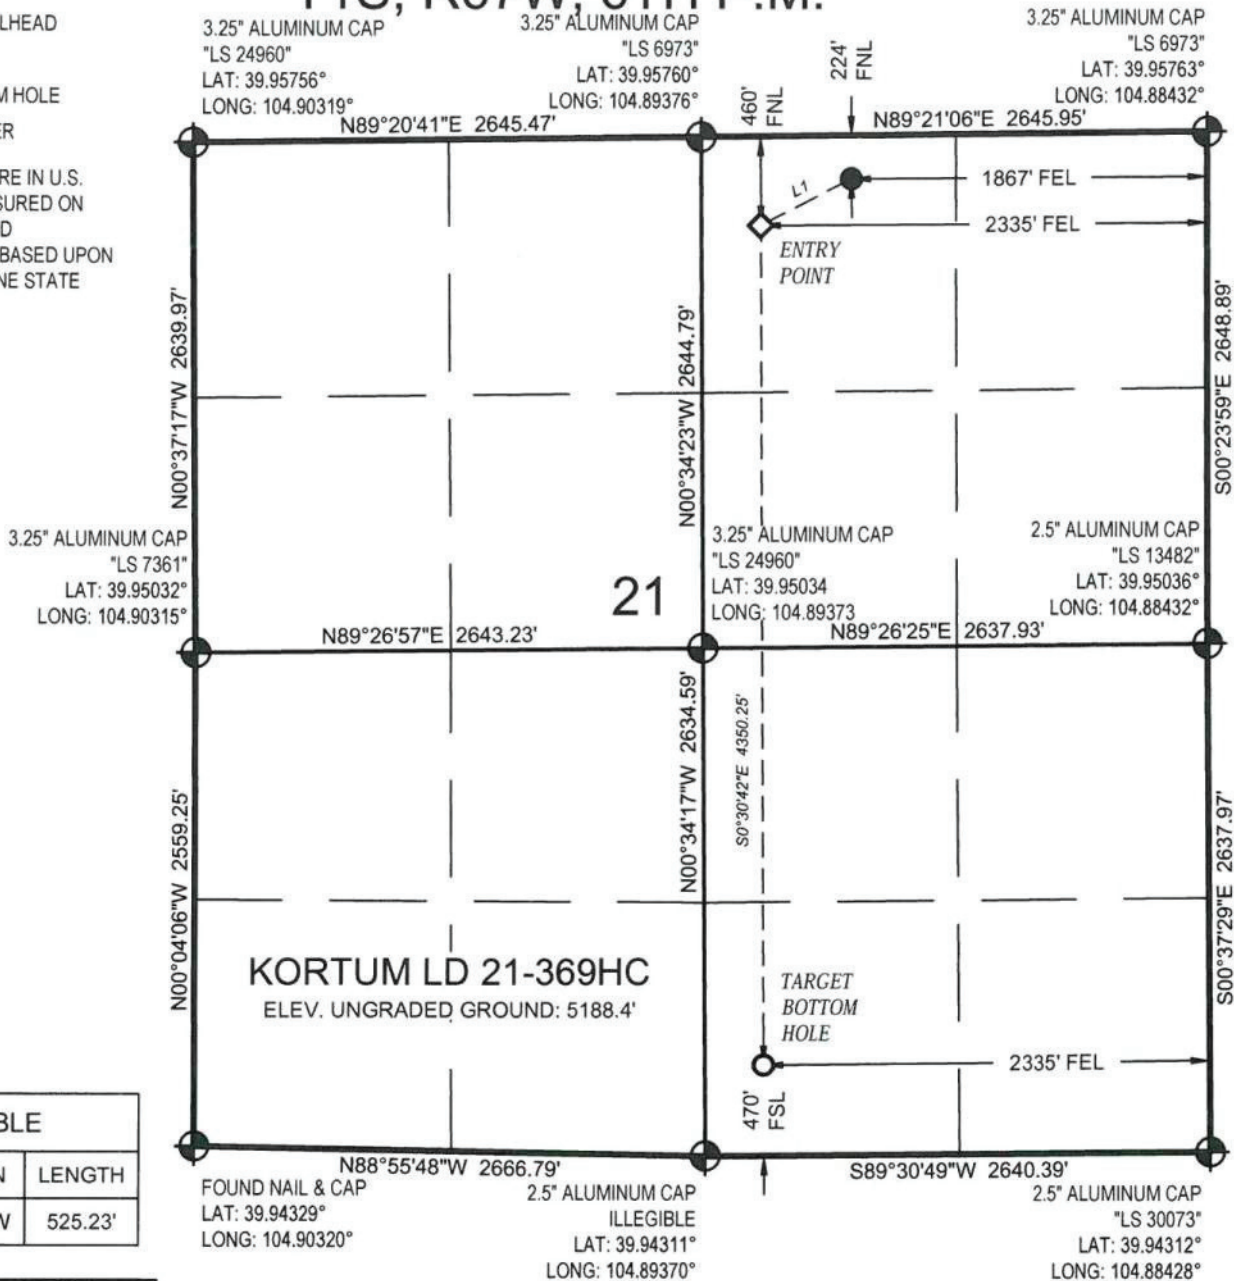 LHEAD
M HOLE
ER
RE IN U.S.
SURED ON
D
BASED UPON
NE STATE
3.25" ALUMINUM CAP
"LS 24960"
LAT: 39.95756°
LONG: 104.90319°
3.25" ALUMINUM CAP
"LS 6973"
LAT: 39.95760°
LONG: 104.89376°
3.25" ALUMINUM CAP
"LS 6973"
LAT: 39.95763°
LONG: 104.88432°
N89°20'41"E 2645.47'
460' FNL
224' FNL
N89°21'06"E 2645.95'
L1
1867' FEL
2335' FEL
ENTRY
POINT
N00°37'17"W 2639.97'
N00°34'23"W 2644.79'
S00°23'59"E 2648.89'
3.25" ALUMINUM CAP
"LS 7361"
LAT: 39.95032°
LONG: 104.90315°
21
3.25" ALUMINUM CAP
"LS 24960"
LAT: 39.95034
LONG: 104.89373
2.5" ALUMINUM CAP
"LS 13482"
LAT: 39.95036°
LONG: 104.88432°
N89°26'57"E 2643.23'
N89°26'25"E 2637.93'
N00°04'06"W 2559.25'
N00°34'17"W 2634.59'
S0°30'42"E 4350.25'
S00°37'29"E 2637.97'
KORTUM LD 21-369HC
ELEV. UNGRADED GROUND: 5188.4'
TARGET
BOTTOM
HOLE
2335' FEL
470' FSL
N88°55'48"W 2666.79'
S89°30'49"W 2640.39'
FOUND NAIL & CAP
LAT: 39.94329°
LONG: 104.90320°
2.5" ALUMINUM CAP
ILLEGIBLE
LAT: 39.94311°
LONG: 104.89370°
2.5" ALUMINUM CAP
"LS 30073"
LAT: 39.94312°
LONG: 104.88428°
BLE
N LENGTH
W 525.23'